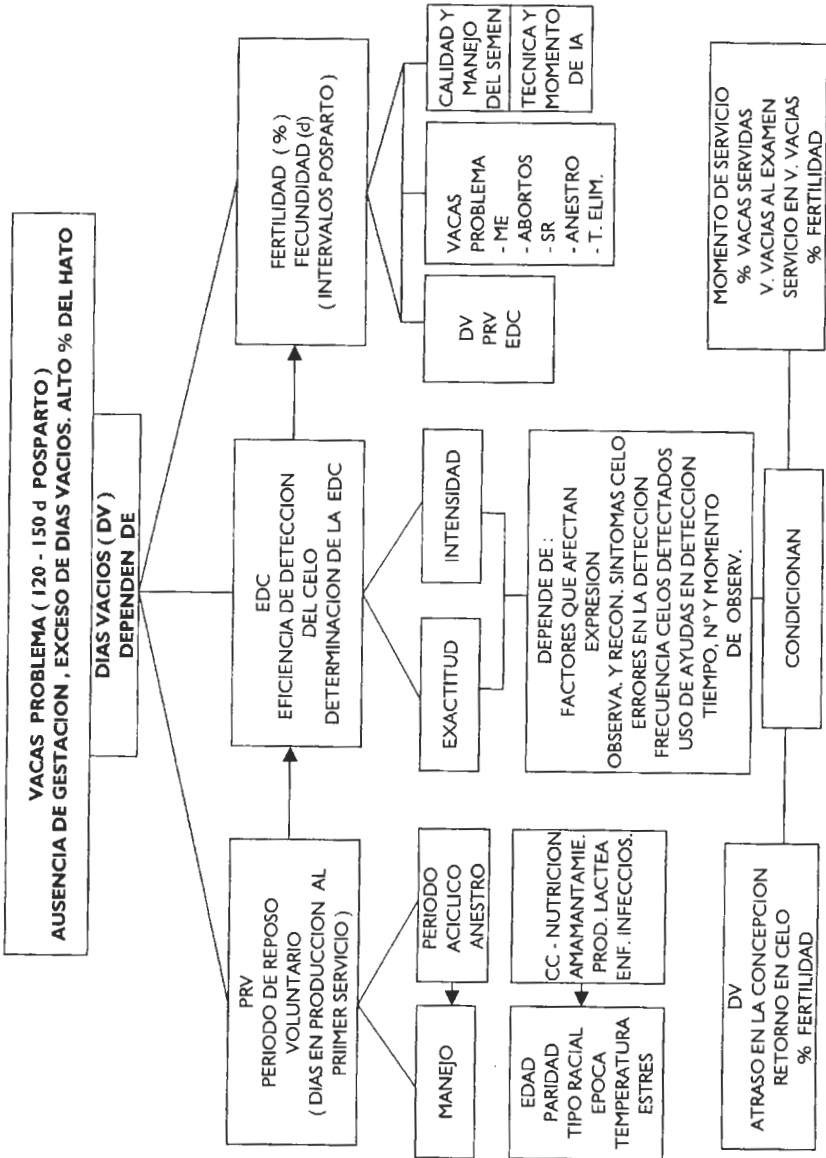 VACAS PROBLEMA ( 120 - 150 d POSPARTO )
AUSENCIA DE GESTACION , EXCESO DE DIAS VACIOS. ALTO % DEL HATO
DIAS VACIOS ( DV )
DEPENDEN DE
PRV
PERIODO DE REPOSO
VOLUNTARIO
( DIAS EN PRODUCCION AL
PRIIMER SERVICIO )
EDC
EFICIENCIA DE DETECCION
DEL CELO
DETERMINACION DE LA EDC
FERTILIDAD ( % )
FECUNDIDAD (d)
( INTERVALOS POSPARTO )
MANEJO
PERIODO
ACICLICO
ANESTRO
EXACTITUD
INTENSIDAD
DV
PRV
EDC
VACAS
PROBLEMA
- ME
- ABORTOS
- SR
- ANESTRO
- T. ELIM.
CALIDAD Y
MANEJO
DEL SEMEN
TECNICA Y
MOMENTO
DE IA
EDAD
PARIDAD
TIPO RACIAL
EPOCA
TEMPERATURA
ESTRES
CC - NUTRICION
AMAMANTAMIE.
PROD. LACTEA
ENF. INFECCIOS.
DEPENDE DE :
FACTORES QUE AFECTAN
EXPRESION
OBSERVA. Y RECON. SINTOMAS CELO
ERRORES EN LA DETECCION
FRECUENCIA CELOS DETECTADOS
USO DE AYUDAS EN DETECCION
TIEMPO, Nº Y MOMENTO
DE OBSERV.
DV
ATRASO EN LA CONCEPCION
RETORNO EN CELO
% FERTILIDAD
CONDICIONAN
MOMENTO DE SERVICIO
% VACAS SERVIDAS
V. VACIAS AL EXAMEN
SERVICIO EN V. VACIAS
% FERTILIDAD